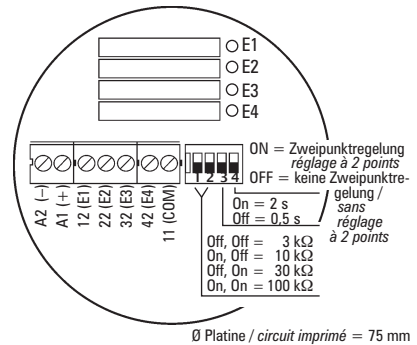 E1
E2
E3
E4
A2 (–)
A1 (+)
12 (E1)
22 (E2)
32 (E3)
42 (E4)
11 (COM)
1 2 3 4
ON = Zweipunktregelung
réglage à 2 points
OFF = keine Zweipunktre-
gelung /
sans
réglage
à 2 points
On = 2 s
Off = 0,5 s
Off, Off = 3 kΩ
On, Off = 10 kΩ
Off, On = 30 kΩ
On, On = 100 kΩ
Ø Platine / circuit imprimé = 75 mm